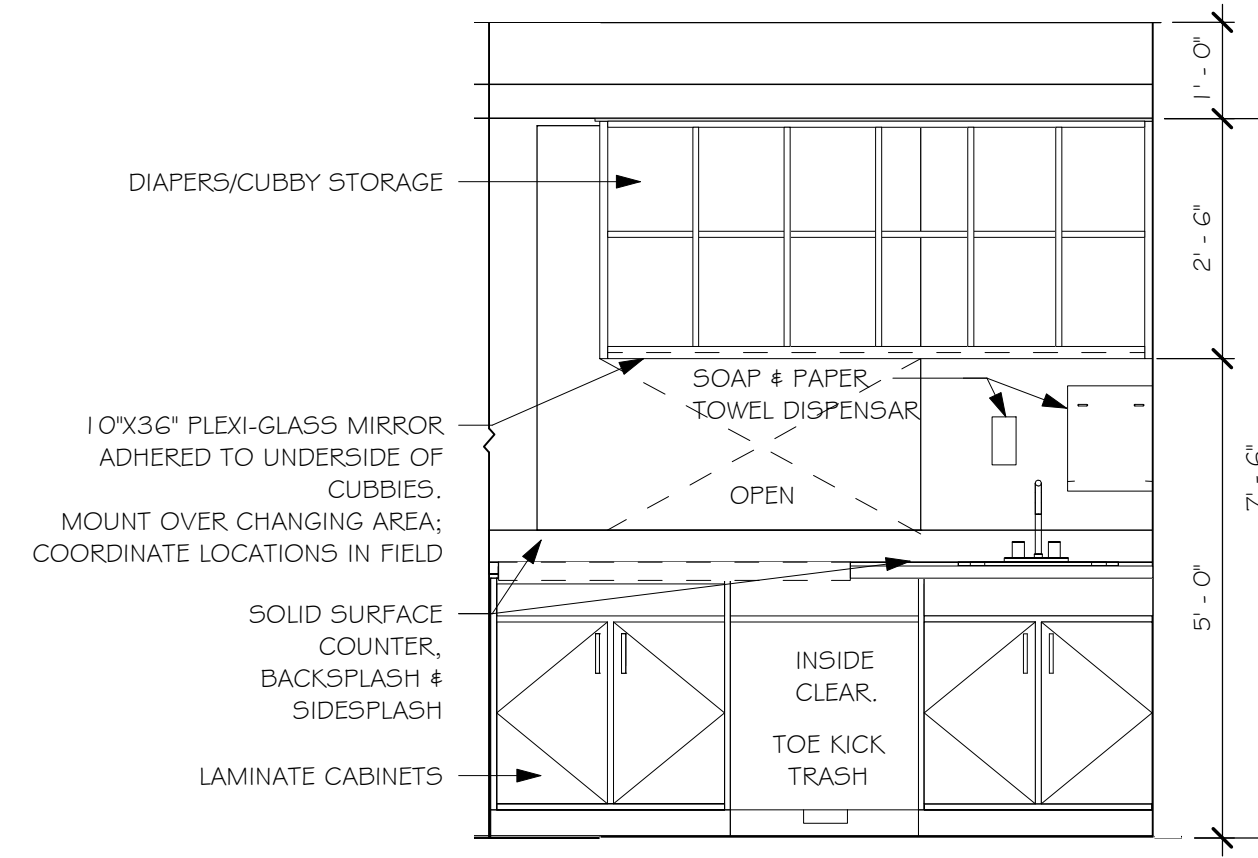 1' - 0"
DIAPERS/CUBBY STORAGE
2' - 6"
SOAP & PAPER
TOWEL DISPENSAR
10"X36" PLEXI-GLASS MIRROR
ADHERED TO UNDERSIDE OF
CUBBIES.
MOUNT OVER CHANGING AREA;
COORDINATE LOCATIONS IN FIELD
OPEN
7' - 6"
5' - 0"
SOLID SURFACE
COUNTER,
BACKSPLASH &
SIDESPLASH
INSIDE
CLEAR.
TOE KICK
TRASH
LAMINATE CABINETS